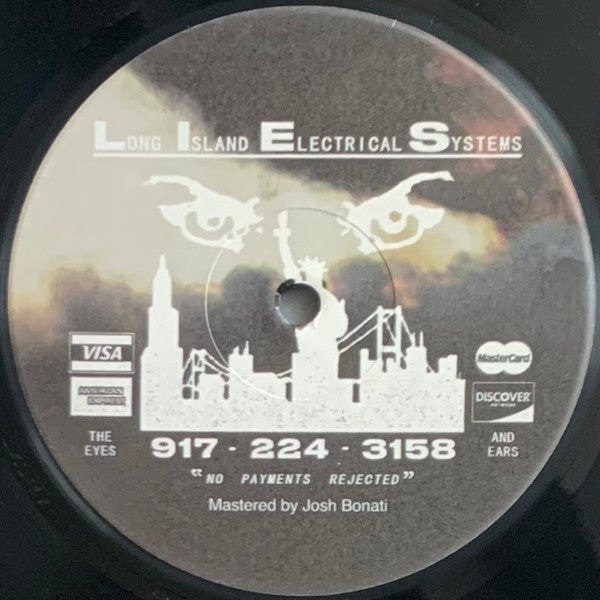 LONG ISLAND ELECTRICAL SYSTEMS
VISA
MasterCard
AMERICAN EXPRESS
DISCOVER
NETWORK
THE EYES
917 - 224 - 3158
AND EARS
"NO PAYMENTS REJECTED"
Mastered by Josh Bonati